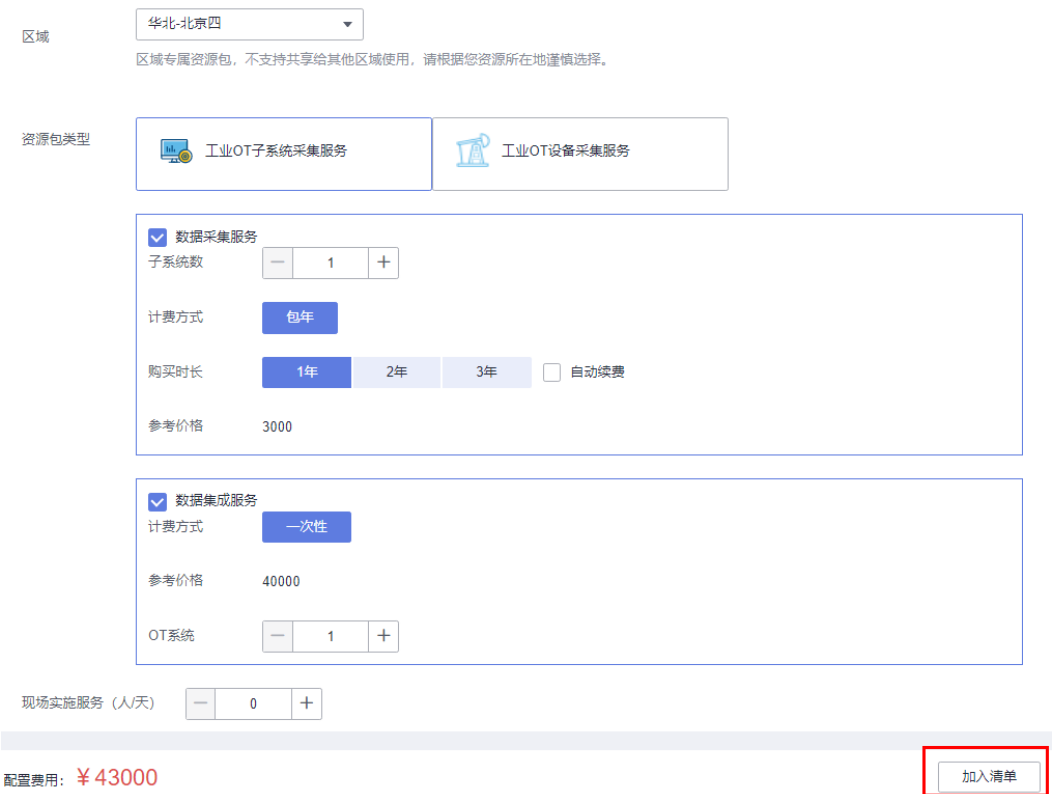 区域
华北-北京四
区域专属资源包，不支持共享给其他区域使用，请根据您资源所在地谨慎选择。
资源包类型
工业OT子系统采集服务
工业OT设备采集服务
数据采集服务
子系统数
1
计费方式
包年
购买时长
1年
2年
3年
自动续费
参考价格
3000
数据集成服务
计费方式
一次性
参考价格
40000
OT系统
1
现场实施服务（人/天）
0
配置费用：￥43000
加入清单